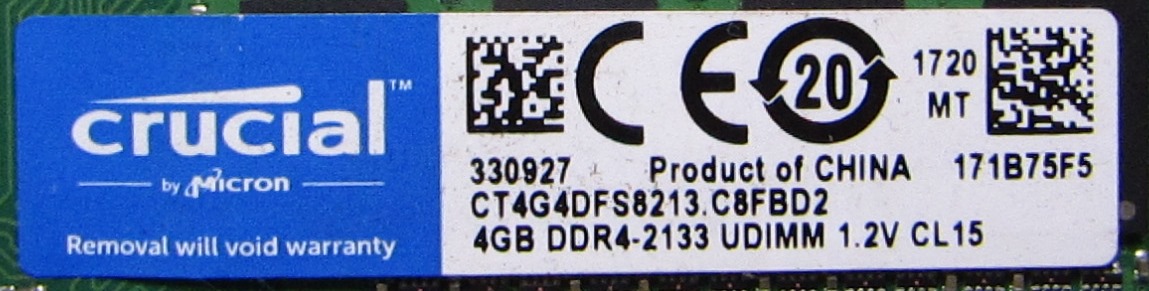 crucial™
by Micron
Removal will void warranty
CE 20 1720
MT
330927 Product of CHINA 171B75F5
CT4G4DFS8213.C8FBD2
4GB DDR4-2133 UDIMM 1.2V CL15